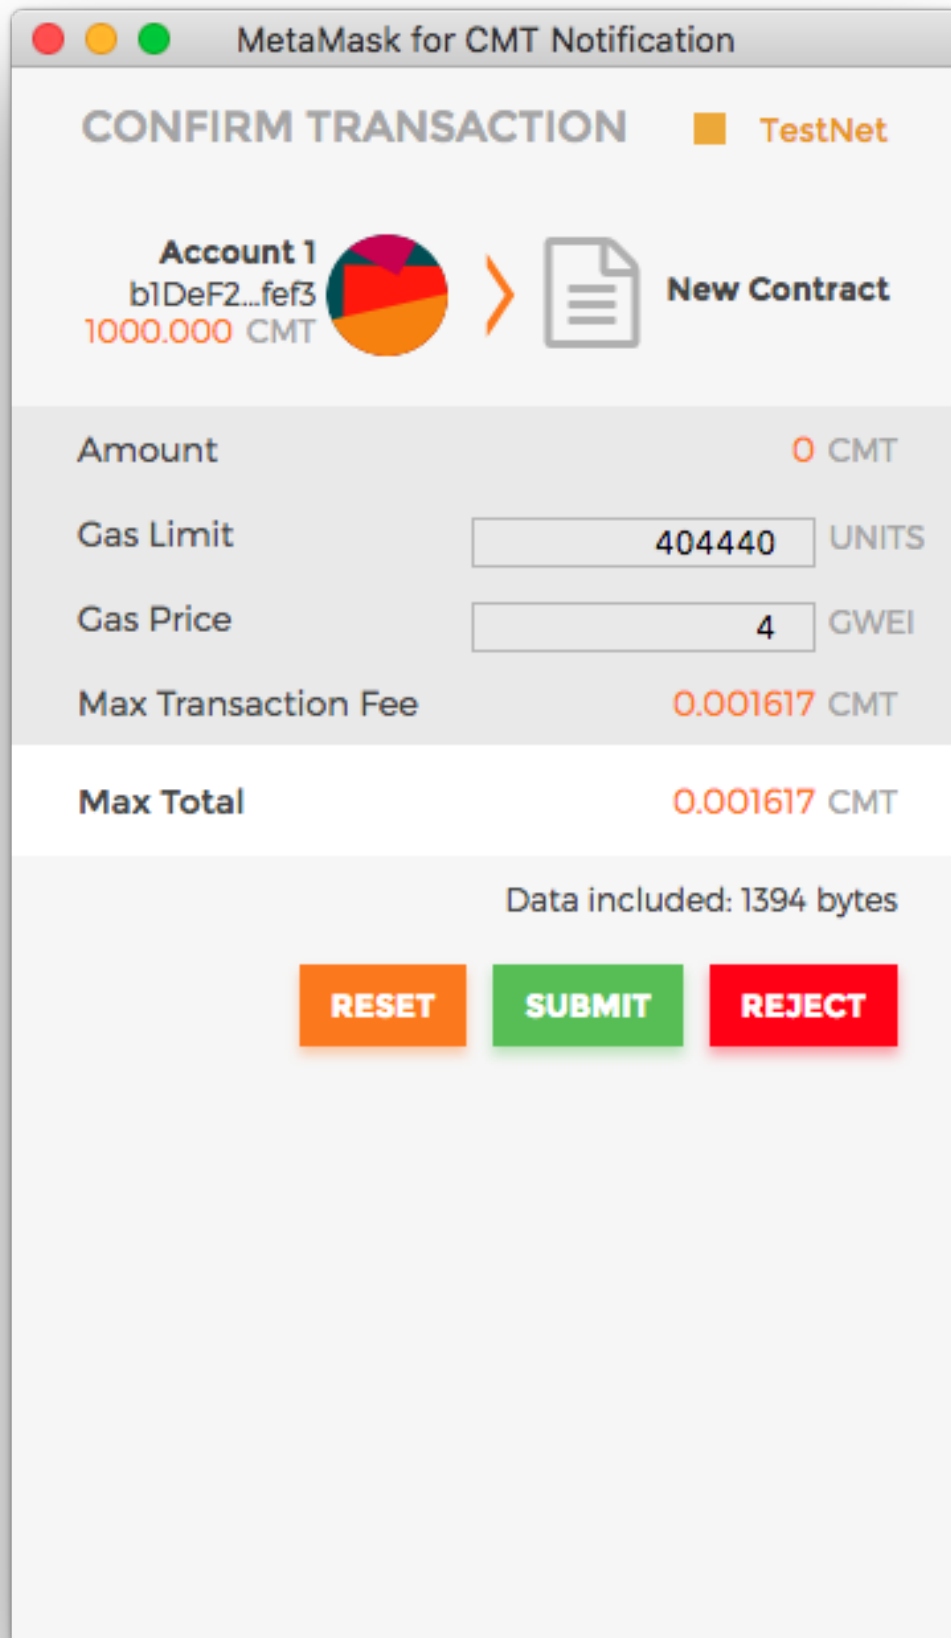 MetaMask for CMT Notification
CONFIRM TRANSACTION TestNet
Account 1
b1DeF2...fef3
1000.000 CMT
New Contract
Amount 0 CMT
Gas Limit 404440 UNITS
Gas Price 4 GWEI
Max Transaction Fee 0.001617 CMT
Max Total 0.001617 CMT
Data included: 1394 bytes
RESET SUBMIT REJECT